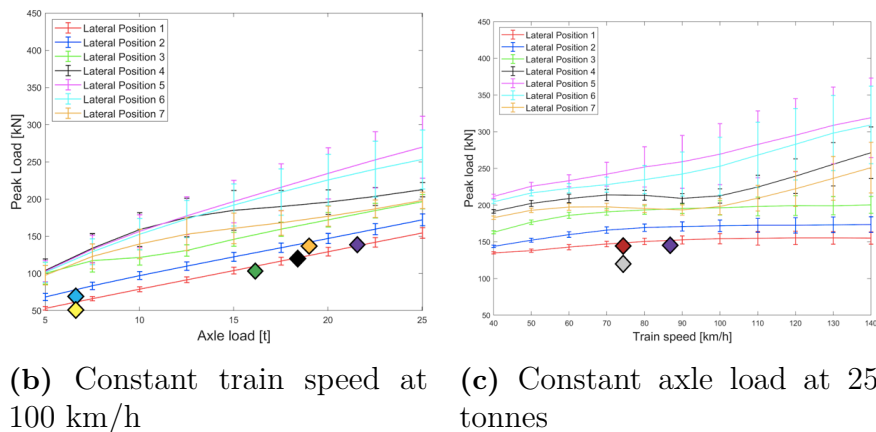 450
400
350
300
250
200
150
100
50
Peak Load [kN]
Lateral Position 1
Lateral Position 2
Lateral Position 3
Lateral Position 4
Lateral Position 5
Lateral Position 6
Lateral Position 7
5 10 15 20 25
Axle load [t]
(b) Constant train speed at
100 km/h
450
400
350
300
250
200
150
100
50
0
Peak Load [kN]
Lateral Position 1
Lateral Position 2
Lateral Position 3
Lateral Position 4
Lateral Position 5
Lateral Position 6
Lateral Position 7
40 50 60 70 80 90 100 110 120 130 140
Train speed [km/h]
(c) Constant axle load at 25
tonnes